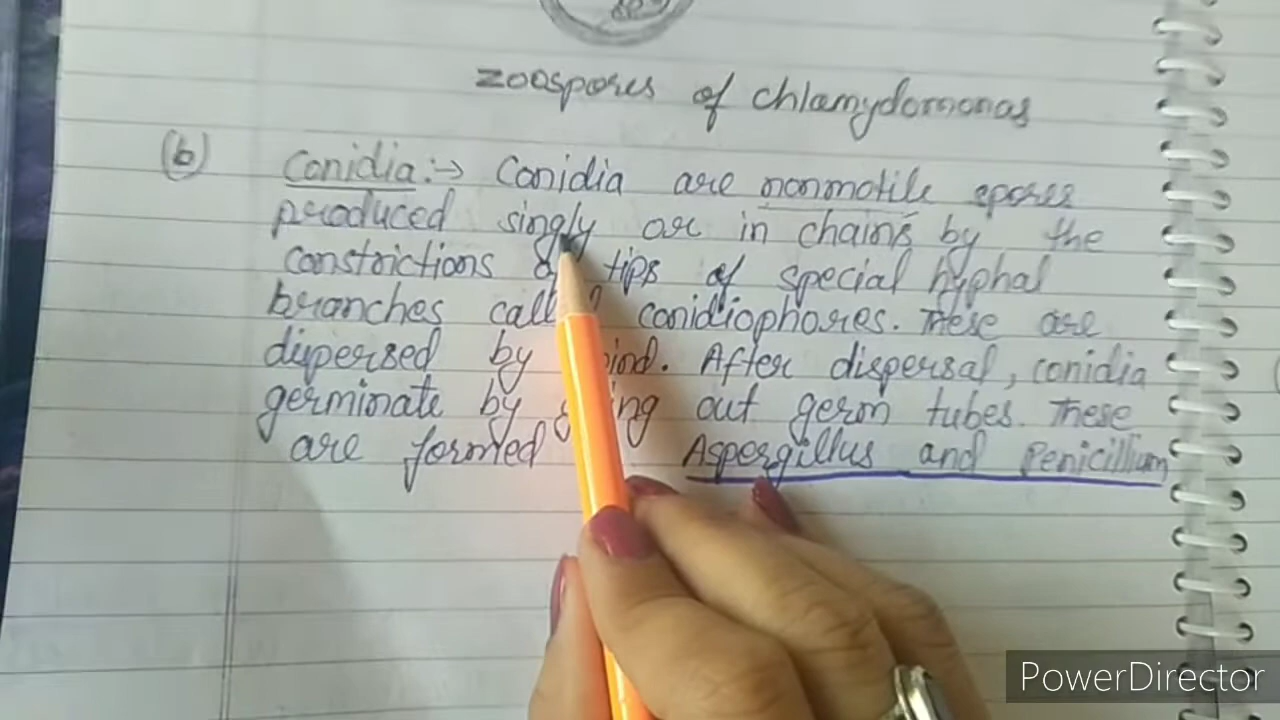 zoospores of chlamydomonas
(b) Conidia:→ Conidia are nonmotile spores
produced singly or in chains by the
constrictions tips of special hyphal
branches conidiophores. These are
dispersed by After dispersal, conidia
germinate by out germ tubes. These
are formed Aspergillus and Penicillium
PowerDirector